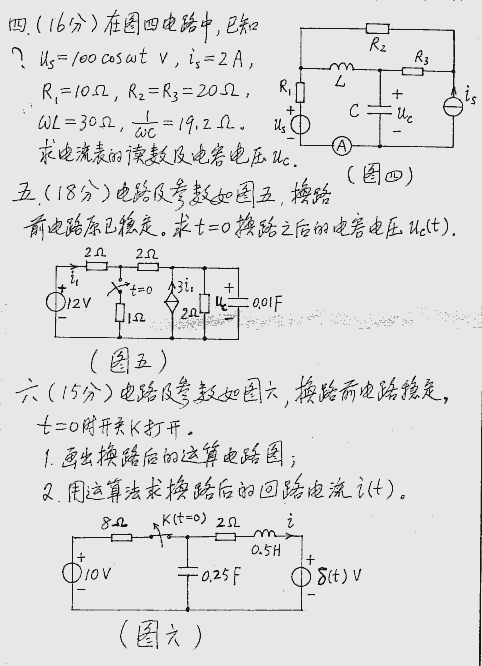 四.(16分)在图四电路中,已知
? us=100coswt v, is=2A,
R1=10Ω, R2=R3=20Ω,
ωL=30Ω, 1/ωC=19.2Ω.
求电流表的读数及电容电压uc.
R2
R3
L
R1
C
+
uc
-
is
+
us
-
A
(图四)
五.(18分)电路及参数如图五,换路
前电路原已稳定。求t=0换路之后的电容电压uc(t).
2Ω
2Ω
i1
t=0
3i1
+
12V
-
1Ω
2Ω
+
uc
-
0.01F
(图五)
六(15分)电路及参数如图六,换路前电路稳定,
t=0时开关K打开。
1.画出换路后的运算电路图;
2.用运算法求换路后的回路电流i(t)。
8Ω
K(t=0)
2Ω
i
0.5H
+
10V
-
0.25F
+
δ(t)V
-
(图六)